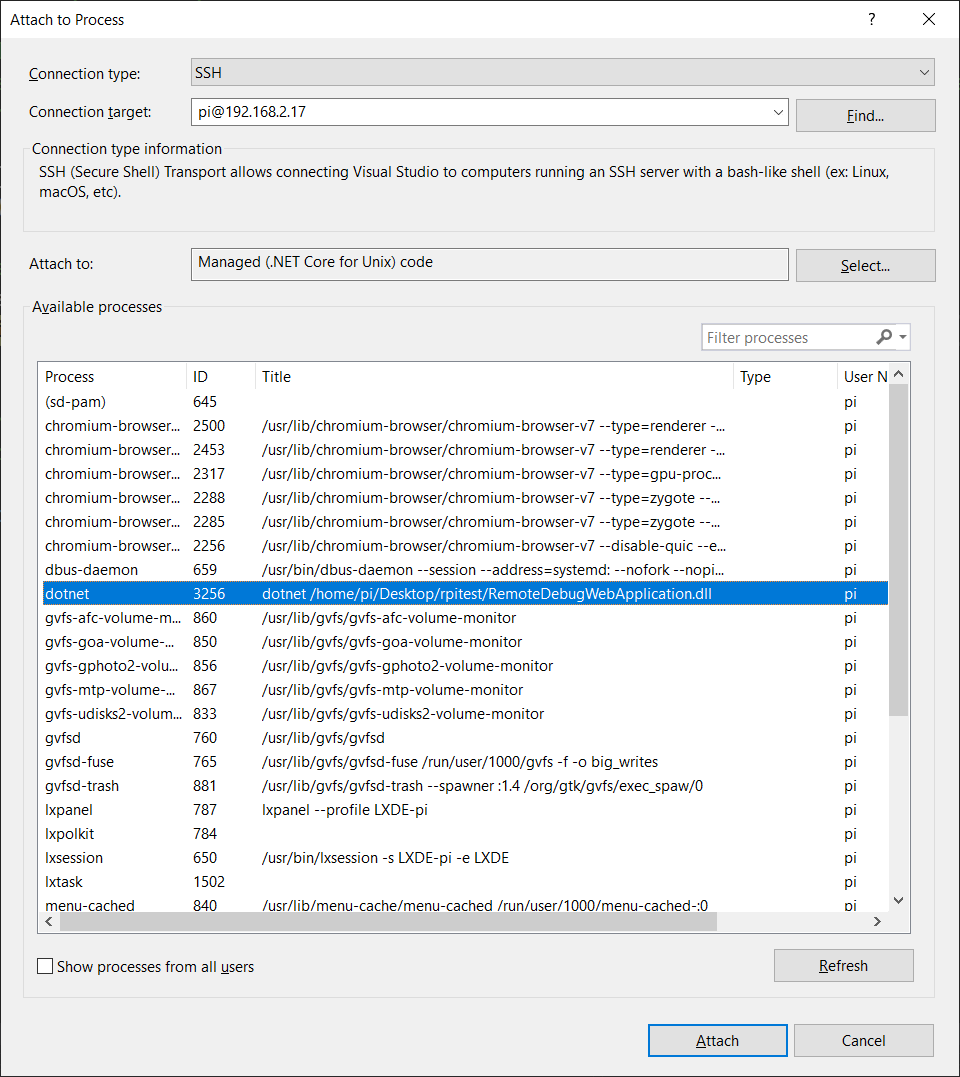 Attach to Process
?
Connection type:
SSH
Connection target:
pi@192.168.2.17
Find...
Connection type information
SSH (Secure Shell) Transport allows connecting Visual Studio to computers running an SSH server with a bash-like shell (ex: Linux,
macOS, etc).
Attach to:
Managed (.NET Core for Unix) code
Select...
Available processes
Filter processes
Process ID Title Type User N
(sd-pam) 645 pi
chromium-browser... 2500 /usr/lib/chromium-browser/chromium-browser-v7 --type=renderer -... pi
chromium-browser... 2453 /usr/lib/chromium-browser/chromium-browser-v7 --type=renderer -... pi
chromium-browser... 2317 /usr/lib/chromium-browser/chromium-browser-v7 --type=gpu-proc... pi
chromium-browser... 2288 /usr/lib/chromium-browser/chromium-browser-v7 --type=zygote --... pi
chromium-browser... 2285 /usr/lib/chromium-browser/chromium-browser-v7 --type=zygote --... pi
chromium-browser... 2256 /usr/lib/chromium-browser/chromium-browser-v7 --disable-quic --e... pi
dbus-daemon 659 /usr/bin/dbus-daemon --session --address=systemd: --nofork --nopi... pi
dotnet 3256 dotnet /home/pi/Desktop/rpitest/RemoteDebugWebApplication.dll pi
gvfs-afc-volume-m... 860 /usr/lib/gvfs/gvfs-afc-volume-monitor pi
gvfs-goa-volume-... 850 /usr/lib/gvfs/gvfs-goa-volume-monitor pi
gvfs-gphoto2-volu... 856 /usr/lib/gvfs/gvfs-gphoto2-volume-monitor pi
gvfs-mtp-volume-... 867 /usr/lib/gvfs/gvfs-mtp-volume-monitor pi
gvfs-udisks2-volum... 833 /usr/lib/gvfs/gvfs-udisks2-volume-monitor pi
gvfsd 760 /usr/lib/gvfs/gvfsd pi
gvfsd-fuse 765 /usr/lib/gvfs/gvfsd-fuse /run/user/1000/gvfs -f -o big_writes pi
gvfsd-trash 881 /usr/lib/gvfs/gvfsd-trash --spawner :1.4 /org/gtk/gvfs/exec_spaw/0 pi
lxpanel 787 lxpanel --profile LXDE-pi pi
lxpolkit 784 pi
lxsession 650 /usr/bin/lxsession -s LXDE-pi -e LXDE pi
lxtask 1502 pi
menu-cached 840 /usr/lib/menu-cache/menu-cached /run/user/1000/menu-cached-:0 pi
Show processes from all users
Refresh
Attach
Cancel